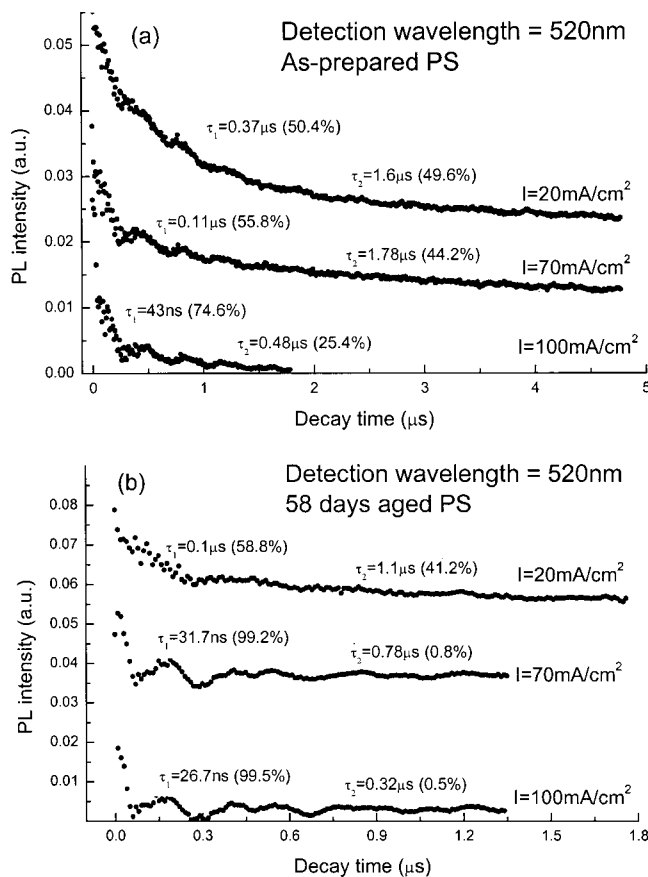 (a)
Detection wavelength = 520nm
As-prepared PS
τ1=0.37μs (50.4%)
τ2=1.6μs (49.6%)
I=20mA/cm²
τ1=0.11μs (55.8%)
τ2=1.78μs (44.2%)
I=70mA/cm²
τ1=43ns (74.6%)
τ2=0.48μs (25.4%)
I=100mA/cm²
PL intensity (a.u.)
0.05
0.04
0.03
0.02
0.01
0.00
0 1 2 3 4 5
Decay time (μs)
(b)
Detection wavelength = 520nm
58 days aged PS
τ1=0.1μs (58.8%)
τ2=1.1μs (41.2%)
I=20mA/cm²
τ1=31.7ns (99.2%)
τ2=0.78μs (0.8%)
I=70mA/cm²
τ1=26.7ns (99.5%)
τ2=0.32μs (0.5%)
I=100mA/cm²
PL intensity (a.u.)
0.08
0.07
0.06
0.05
0.04
0.03
0.02
0.01
0.0 0.3 0.6 0.9 1.2 1.5 1.8
Decay time (μs)